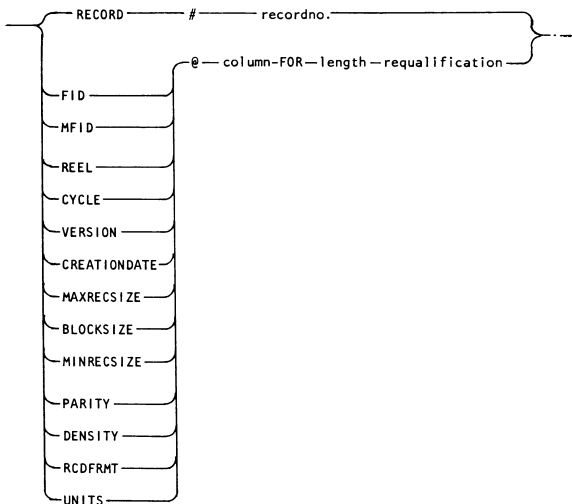 RECORD # recordno.
@ column-FOR-length-requalification
FID
MFID
REEL
CYCLE
VERSION
CREATIONDATE
MAXRECSIZE
BLOCKSIZE
MINRECSIZE
PARITY
DENSITY
RCDFRMT
UNITS